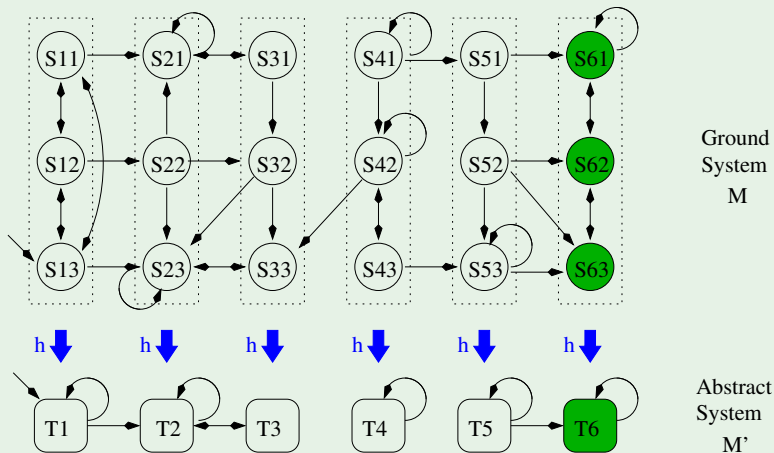 S11 S21 S31 S41 S51 S61
S12 S22 S32 S42 S52 S62
Ground
System
M
S13 S23 S33 S43 S53 S63
h h h h h h
T1 T2 T3 T4 T5 T6
Abstract
System
M'